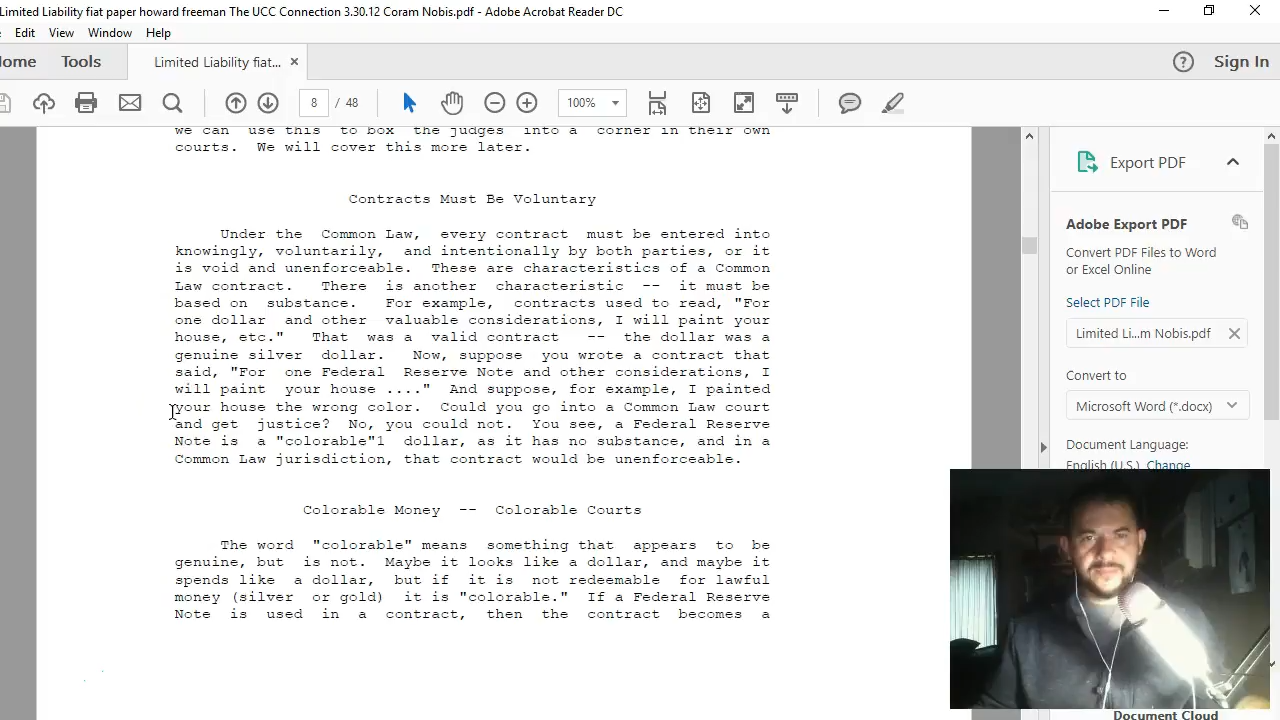 Limited Liability fiat paper howard freeman The UCC Connection 3.30.12 Coram Nobis.pdf - Adobe Acrobat Reader DC
Edit View Window Help
Tools Limited Liability fiat... × Sign In
8 / 48 100%
we can use this to box the judges into a corner in their own
courts. We will cover this more later.
Contracts Must Be Voluntary
Under the Common Law, every contract must be entered into
knowingly, voluntarily, and intentionally by both parties, or it
is void and unenforceable. These are characteristics of a Common
Law contract. There is another characteristic -- it must be
based on substance. For example, contracts used to read, "For
one dollar and other valuable considerations, I will paint your
house, etc." That was a valid contract -- the dollar was a
genuine silver dollar. Now, suppose you wrote a contract that
said, "For one Federal Reserve Note and other considerations, I
will paint your house ...." And suppose, for example, I painted
your house the wrong color. Could you go into a Common Law court
and get justice? No, you could not. You see, a Federal Reserve
Note is a "colorable"1 dollar, as it has no substance, and in a
Common Law jurisdiction, that contract would be unenforceable.
Colorable Money -- Colorable Courts
The word "colorable" means something that appears to be
genuine, but is not. Maybe it looks like a dollar, and maybe it
spends like a dollar, but if it is not redeemable for lawful
money (silver or gold) it is "colorable." If a Federal Reserve
Note is used in a contract, then the contract becomes a
Export PDF
Adobe Export PDF
Convert PDF Files to Word
or Excel Online
Select PDF File
Limited Li...m Nobis.pdf
Convert to
Microsoft Word (*.docx)
Document Language:
English (U.S.) Change
Document Cloud